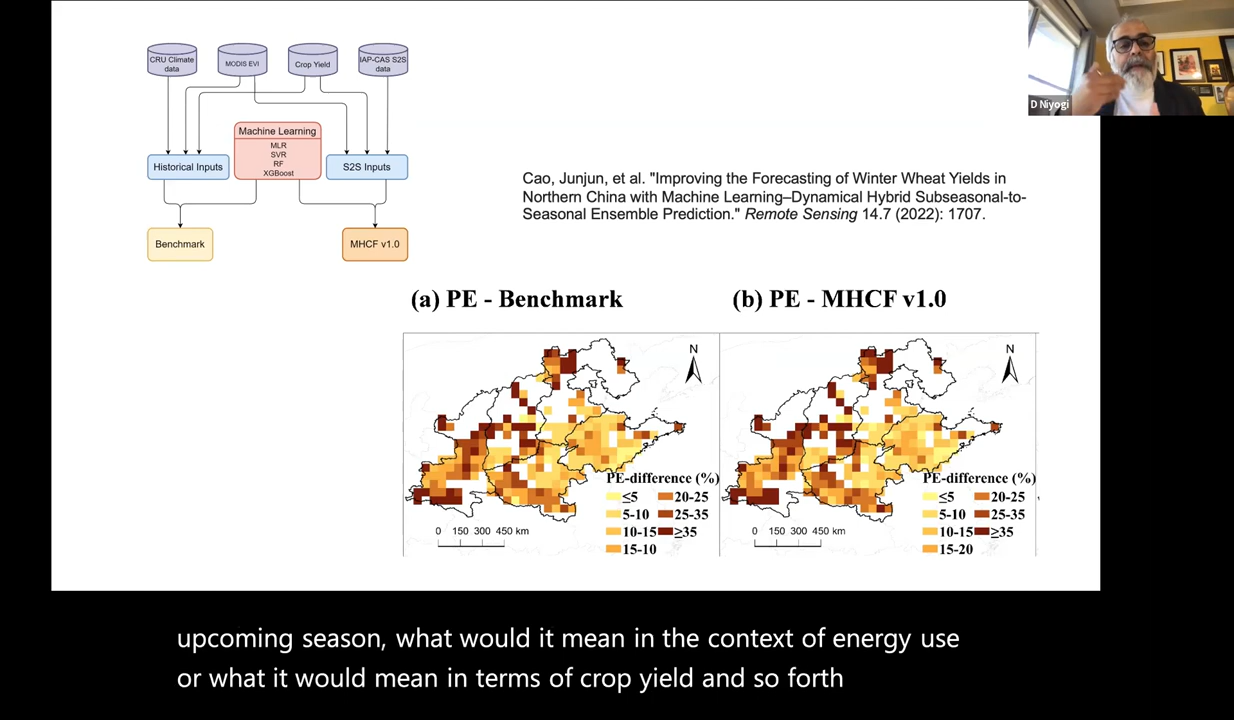 CRU Climate
data
MODIS EVI
Crop Yield
IAP-CAS S2S
data
Machine Learning
MLR
SVR
RF
XGBoost
Historical Inputs
S2S Inputs
Benchmark
MHCF v1.0
D Niyogi
Cao, Junjun, et al. "Improving the Forecasting of Winter Wheat Yields in
Northern China with Machine Learning–Dynamical Hybrid Subseasonal-to-
Seasonal Ensemble Prediction." Remote Sensing 14.7 (2022): 1707.
(a) PE - Benchmark
(b) PE - MHCF v1.0
N
PE-difference (%)
≤5 20-25
5-10 25-35
10-15 ≥35
15-10
0 150 300 450 km
N
PE-difference (%)
≤5 20-25
5-10 25-35
10-15 ≥35
15-20
0 150 300 450 km
upcoming season, what would it mean in the context of energy use
or what it would mean in terms of crop yield and so forth